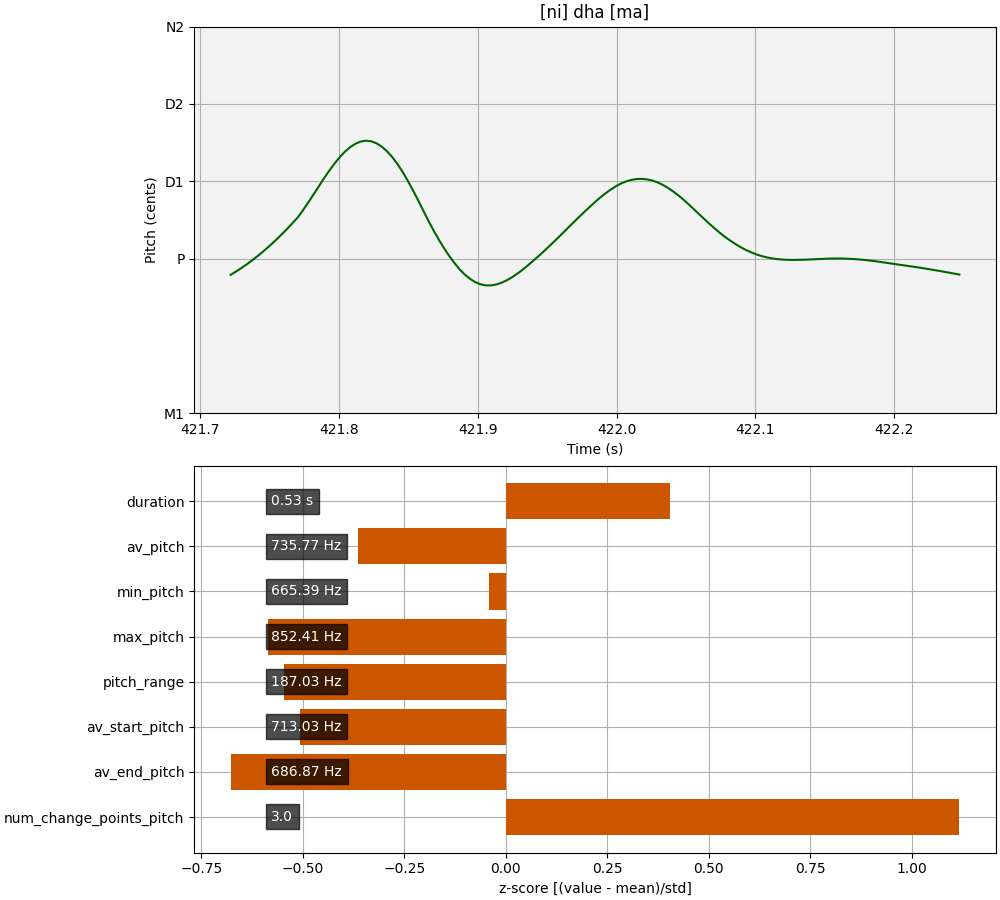 [ni] dha [ma]
N2
D2
D1
P
M1
Pitch (cents)
421.7 421.8 421.9 422.0 422.1 422.2
Time (s)
duration 0.53 s
av_pitch 735.77 Hz
min_pitch 665.39 Hz
max_pitch 852.41 Hz
pitch_range 187.03 Hz
av_start_pitch 713.03 Hz
av_end_pitch 686.87 Hz
num_change_points_pitch 3.0
−0.75 −0.50 −0.25 0.00 0.25 0.50 0.75 1.00
z-score [(value - mean)/std]